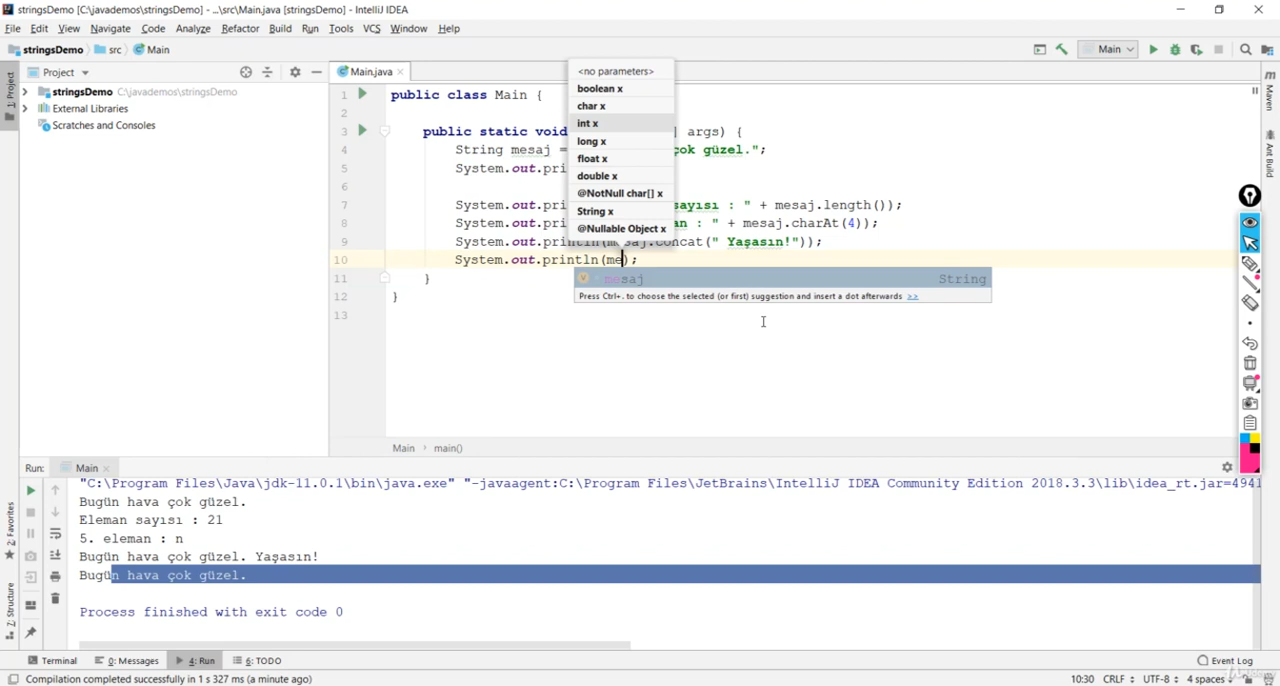 stringsDemo [C:\javademos\stringsDemo] - ...\src\Main.java [stringsDemo] - IntelliJ IDEA
File Edit View Navigate Code Analyze Refactor Build Run Tools VCS Window Help
stringsDemo src Main
Main
Project
Main.java
1: Project
stringsDemo C:\javademos\stringsDemo
External Libraries
Scratches and Consoles
1 public class Main {
2
3 public static void args) {
4 String mesaj = çok güzel.";
5 System.out.pri
6
7 System.out.pri sayısı : " + mesaj.length());
8 System.out.pri an : " + mesaj.charAt(4));
9 System.out.println(mesaj.concat(" Yaşasın!"));
10 System.out.println(me);
11 }
12 }
13
<no parameters>
boolean x
char x
int x
long x
float x
double x
@NotNull char[] x
String x
@Nullable Object x
mesaj String
Press Ctrl+. to choose the selected (or first) suggestion and insert a dot afterwards >>
Maven
Ant Build
Main main()
Run: Main
"C:\Program Files\Java\jdk-11.0.1\bin\java.exe" "-javaagent:C:\Program Files\JetBrains\IntelliJ IDEA Community Edition 2018.3.3\lib\idea_rt.jar=4941
Bugün hava çok güzel.
Eleman sayısı : 21
5. eleman : n
Bugün hava çok güzel. Yaşasın!
Bugün hava çok güzel.
Process finished with exit code 0
2: Favorites
7: Structure
Terminal 0: Messages 4: Run 6: TODO
Event Log
Compilation completed successfully in 1 s 327 ms (a minute ago)
10:30 CRLF UTF-8 4 spaces